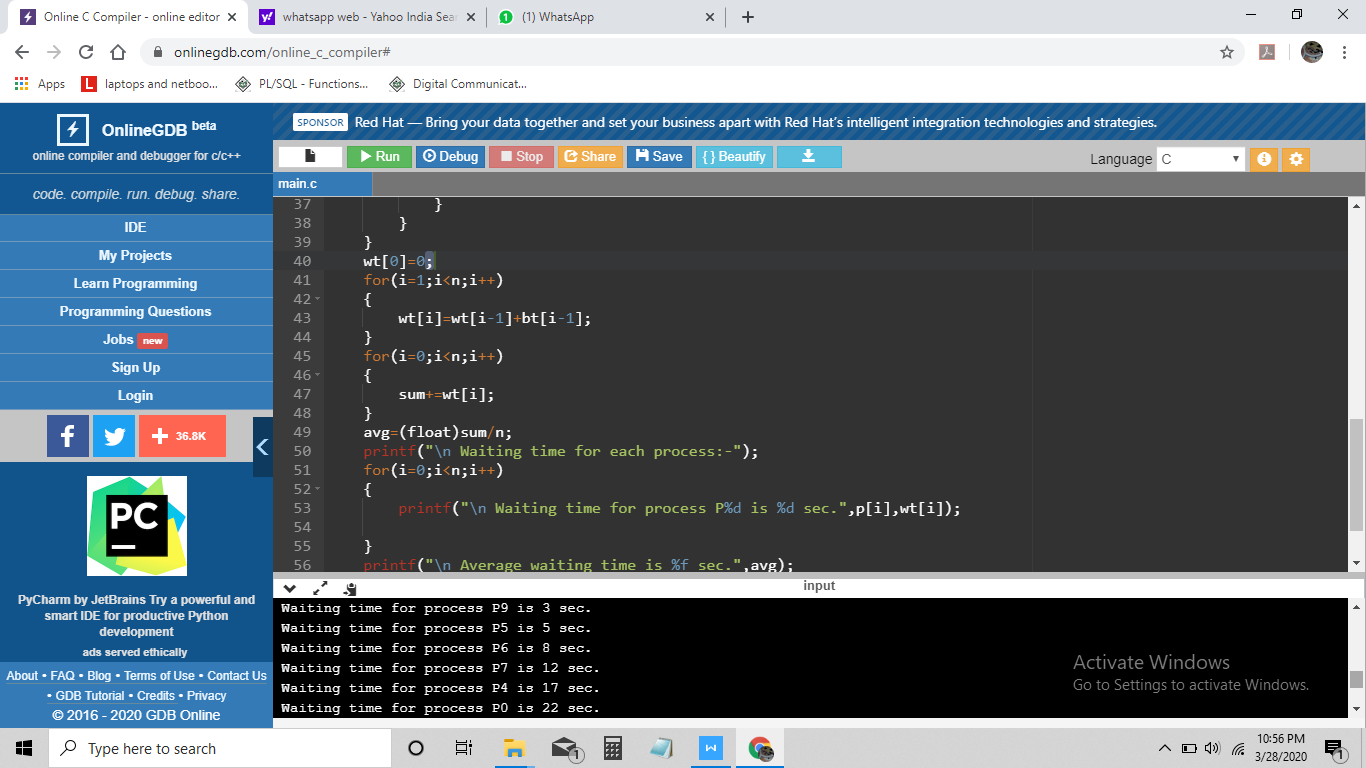 Online C Compiler - online editor
whatsapp web - Yahoo India Sear
(1) WhatsApp
onlinegdb.com/online_c_compiler#
Apps
L laptops and netboo...
PL/SQL - Functions...
Digital Communicat...
OnlineGDB beta
online compiler and debugger for c/c++
code. compile. run. debug. share.
IDE
My Projects
Learn Programming
Programming Questions
Jobs new
Sign Up
Login
f + 36.8K
PC
PyCharm by JetBrains Try a powerful and
smart IDE for productive Python
development
ads served ethically
About • FAQ • Blog • Terms of Use • Contact Us
• GDB Tutorial • Credits • Privacy
© 2016 - 2020 GDB Online
SPONSOR Red Hat — Bring your data together and set your business apart with Red Hat's intelligent integration technologies and strategies.
Run Debug Stop Share Save { } Beautify
Language C
main.c
37 }
38 }
39 }
40 wt[0]=0;
41 for(i=1;i<n;i++)
42 {
43 wt[i]=wt[i-1]+bt[i-1];
44 }
45 for(i=0;i<n;i++)
46 {
47 sum+=wt[i];
48 }
49 avg=(float)sum/n;
50 printf("\n Waiting time for each process:-");
51 for(i=0;i<n;i++)
52 {
53 printf("\n Waiting time for process P%d is %d sec.",p[i],wt[i]);
54
55 }
56 printf("\n Average waiting time is %f sec.",avg);
input
Waiting time for process P9 is 3 sec.
Waiting time for process P5 is 5 sec.
Waiting time for process P6 is 8 sec.
Waiting time for process P7 is 12 sec.
Waiting time for process P4 is 17 sec.
Waiting time for process P0 is 22 sec.
Activate Windows
Go to Settings to activate Windows.
Type here to search
1
W
10:56 PM
3/28/2020
1